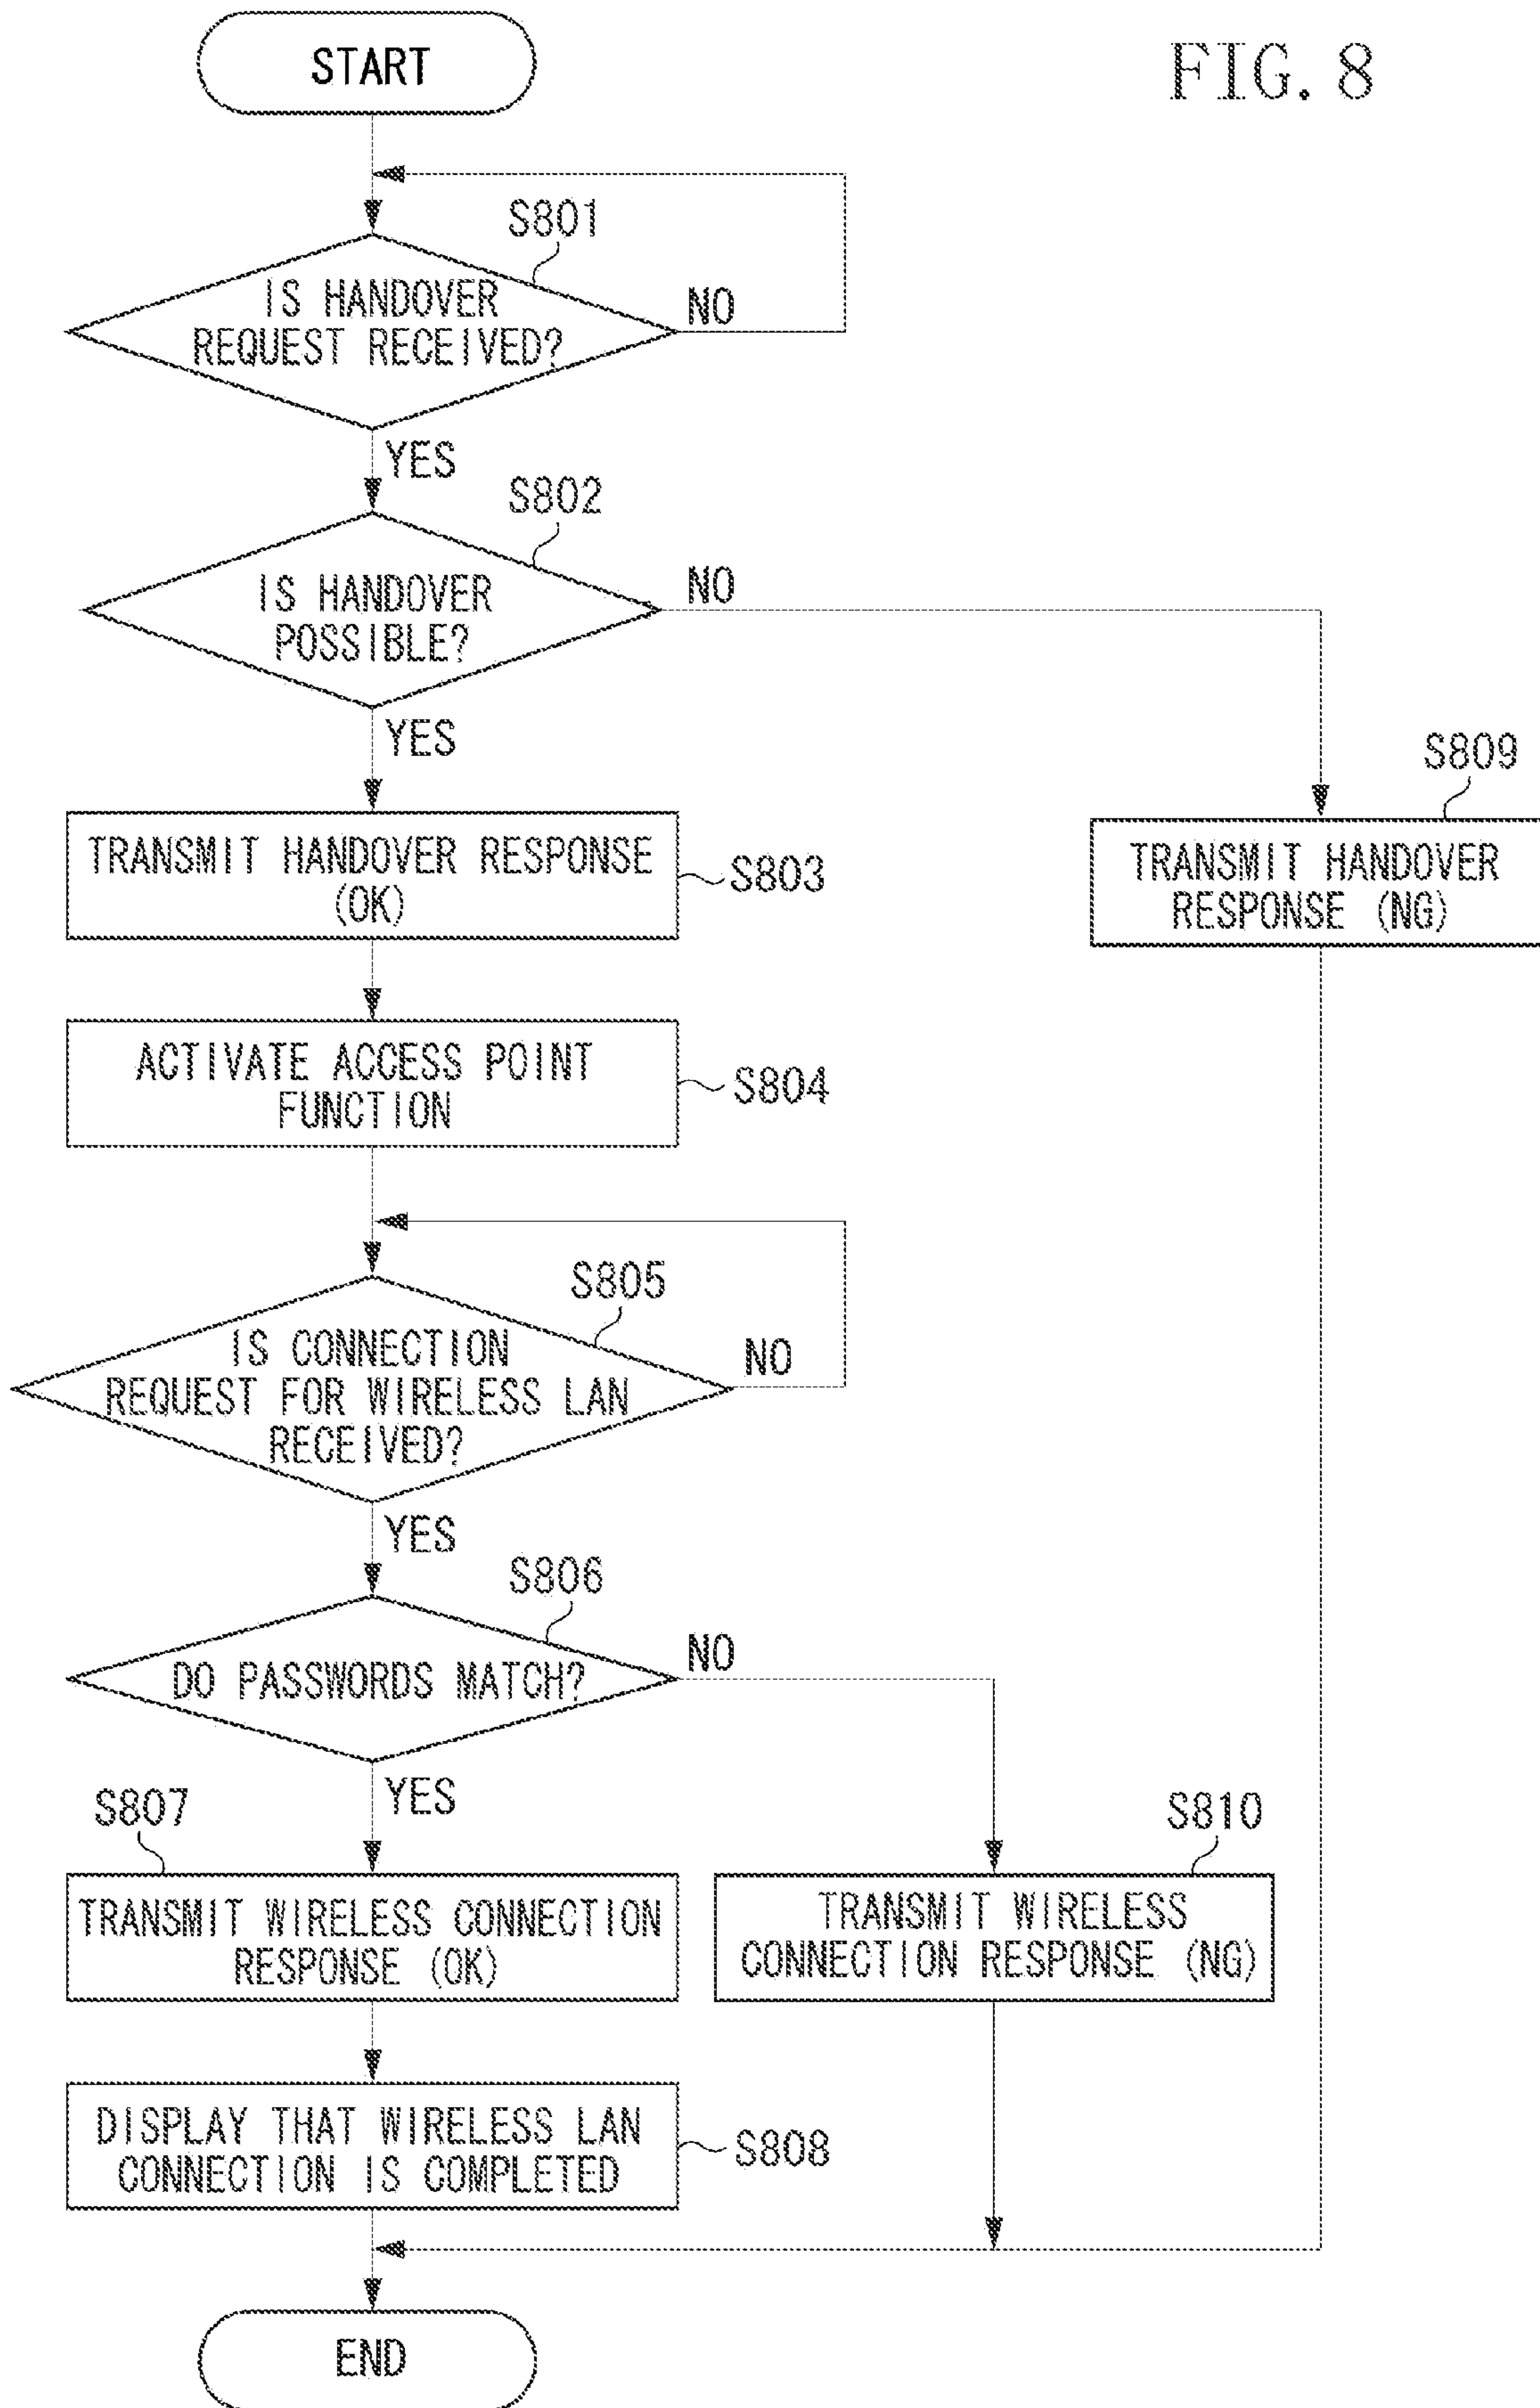 FIG. 8
START
S801
IS HANDOVER
REQUEST RECEIVED?
NO
YES
S802
IS HANDOVER
POSSIBLE?
NO
YES
S809
TRANSMIT HANDOVER RESPONSE
(OK)
S803
TRANSMIT HANDOVER
RESPONSE (NG)
ACTIVATE ACCESS POINT
FUNCTION
S804
S805
IS CONNECTION
REQUEST FOR WIRELESS LAN
RECEIVED?
NO
YES
S806
DO PASSWORDS MATCH?
NO
YES
S807
S810
TRANSMIT WIRELESS CONNECTION
RESPONSE (OK)
TRANSMIT WIRELESS
CONNECTION RESPONSE (NG)
DISPLAY THAT WIRELESS LAN
CONNECTION IS COMPLETED
S808
END